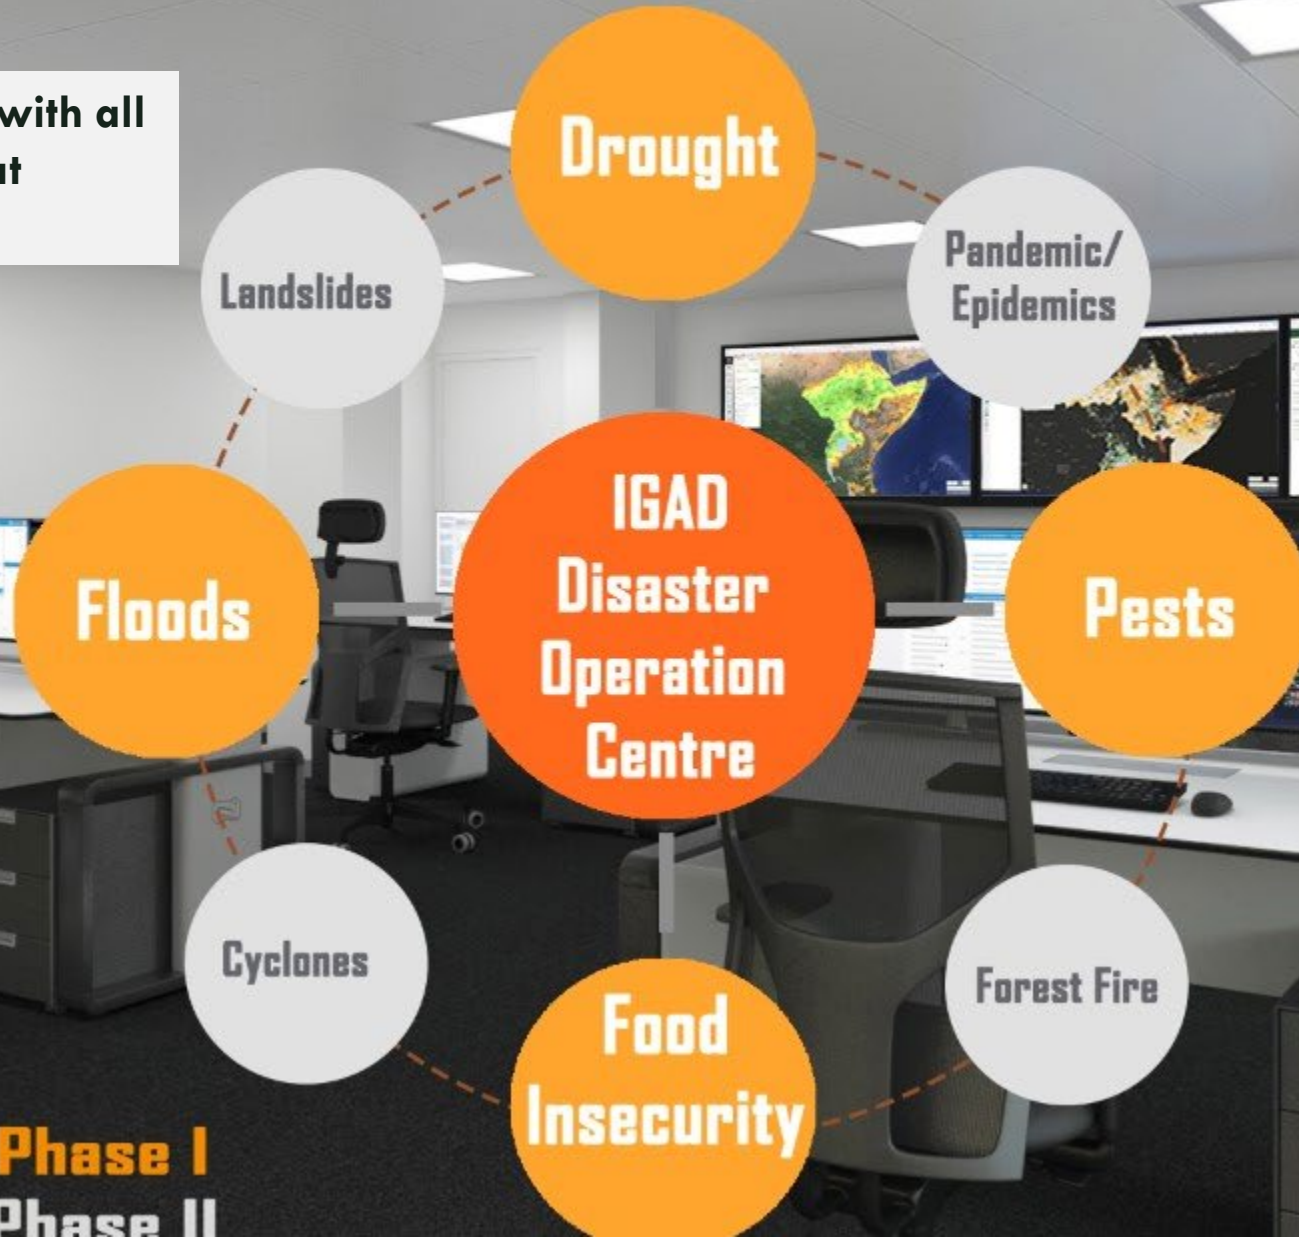 with all
Drought
Landslides
Pandemic/
Epidemics
IGAD
Disaster
Operation
Centre
Floods
Pests
Cyclones
Forest Fire
Food
Insecurity
Phase I
Phase II